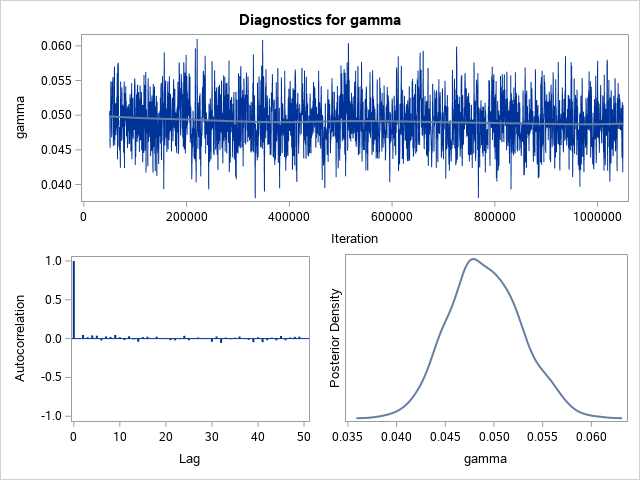 Diagnostics for gamma
gamma
0.060
0.055
0.050
0.045
0.040
0 200000 400000 600000 800000 1000000
Iteration
Autocorrelation
1.0
0.5
0.0
-0.5
-1.0
0 10 20 30 40 50
Lag
Posterior Density
0.035 0.040 0.045 0.050 0.055 0.060
gamma